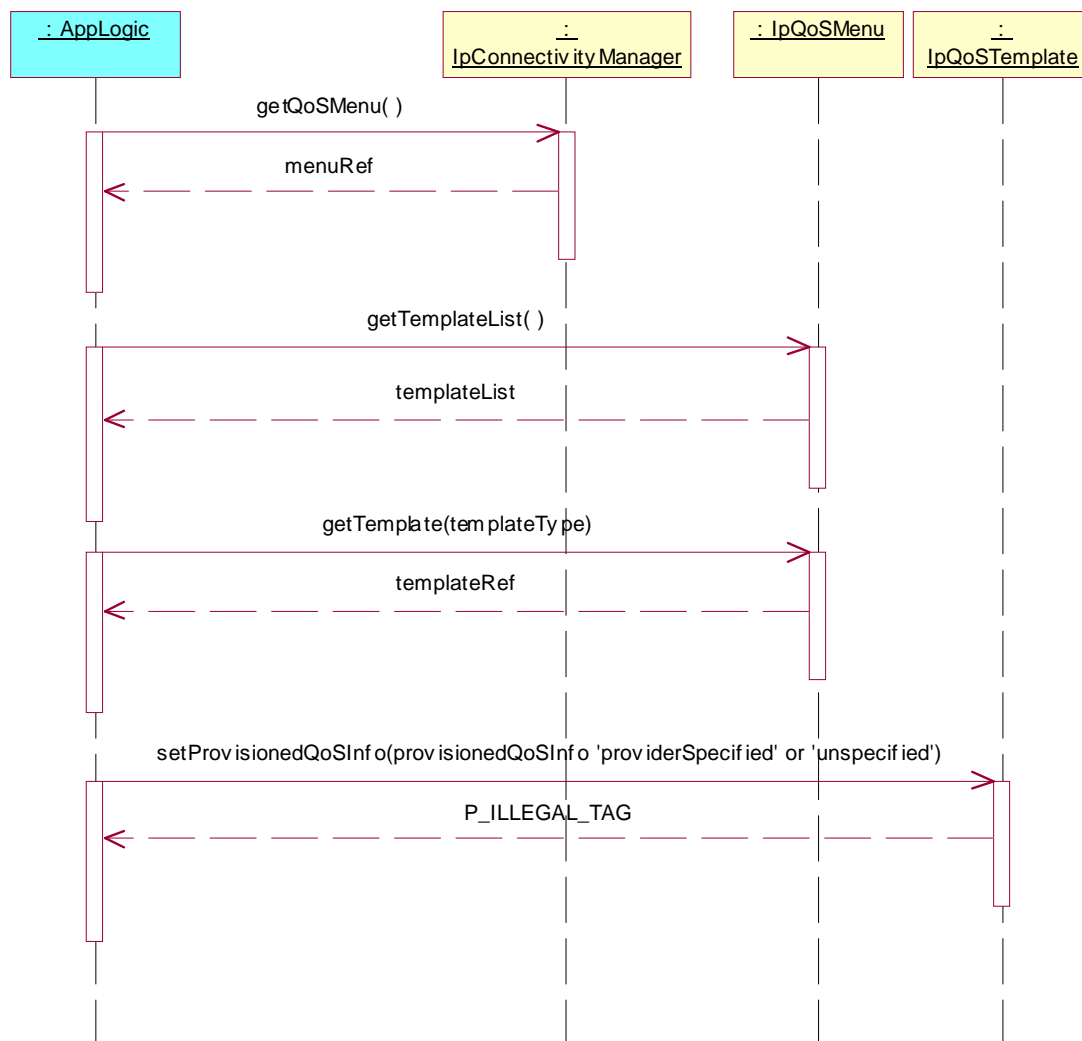 : AppLogic
:
IpConnectivityManager
: IpQoSMenu
:
IpQoSTemplate
getQoSMenu( )
menuRef
getTemplateList( )
templateList
getTemplate(templateType)
templateRef
setProvisionedQoSInfo(provisionedQoSInfo 'providerSpecified' or 'unspecified')
P_ILLEGAL_TAG